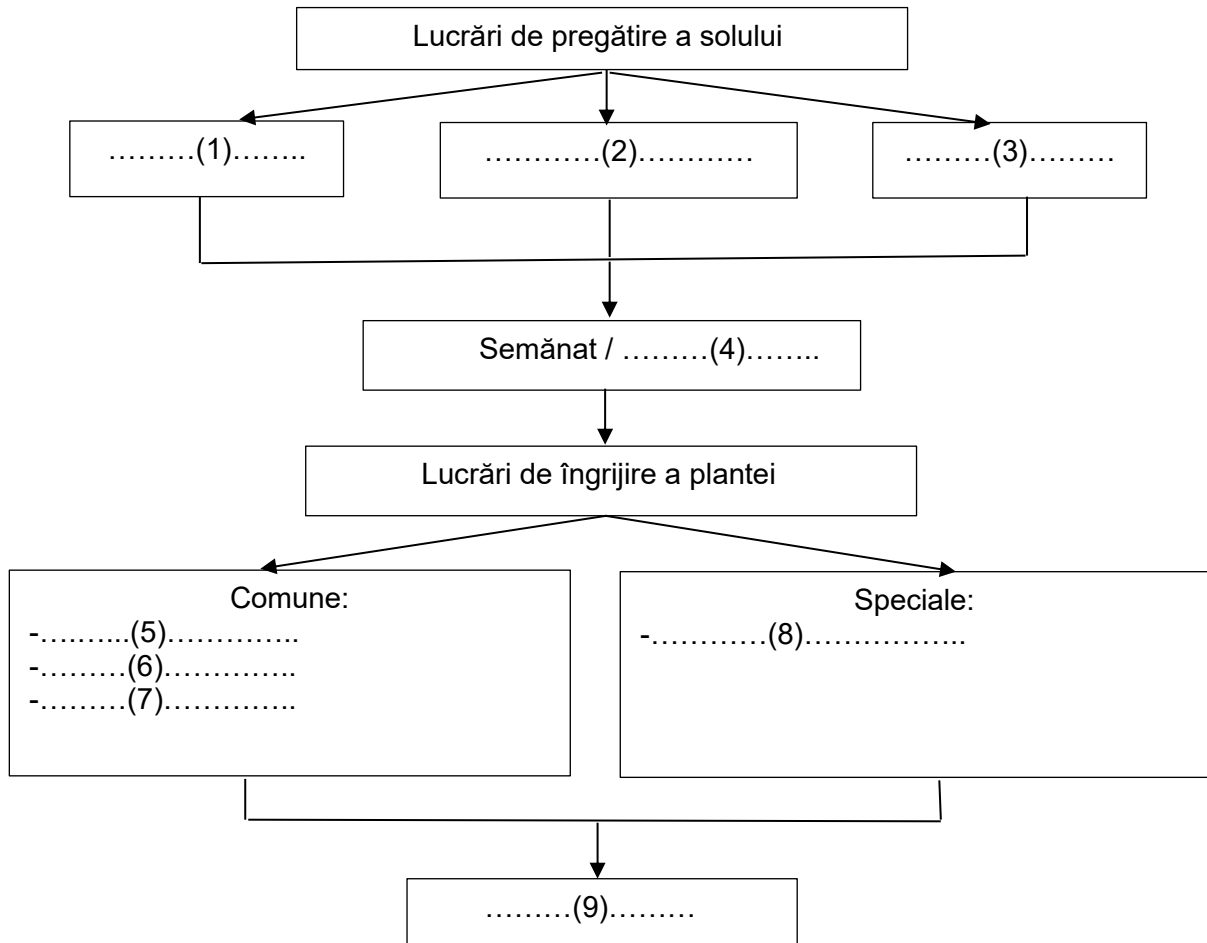 Lucrări de pregătire a solului
………(1)……..
…………(2)…………
………(3)………
Semănat / ………(4)……..
Lucrări de îngrijire a plantei
Comune:
-…......(5)…………..
-………(6)…………..
-………(7)…………..
Speciale:
-…………(8)……………..
………(9)………